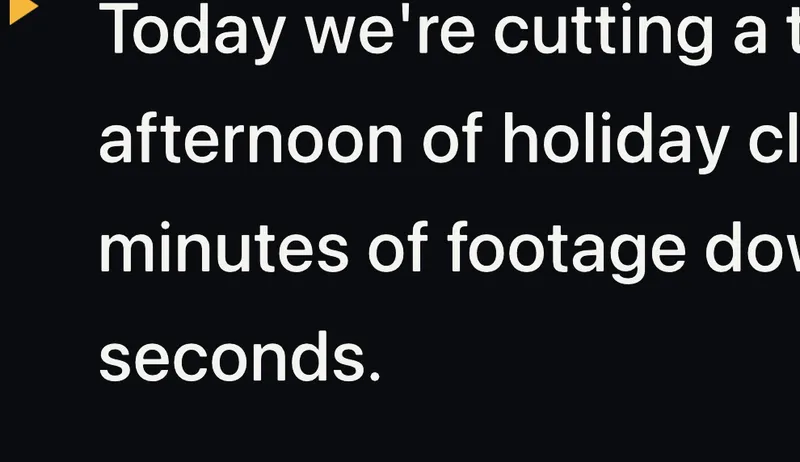 Today we're cutting a
afternoon of holiday
minutes of footage
seconds.